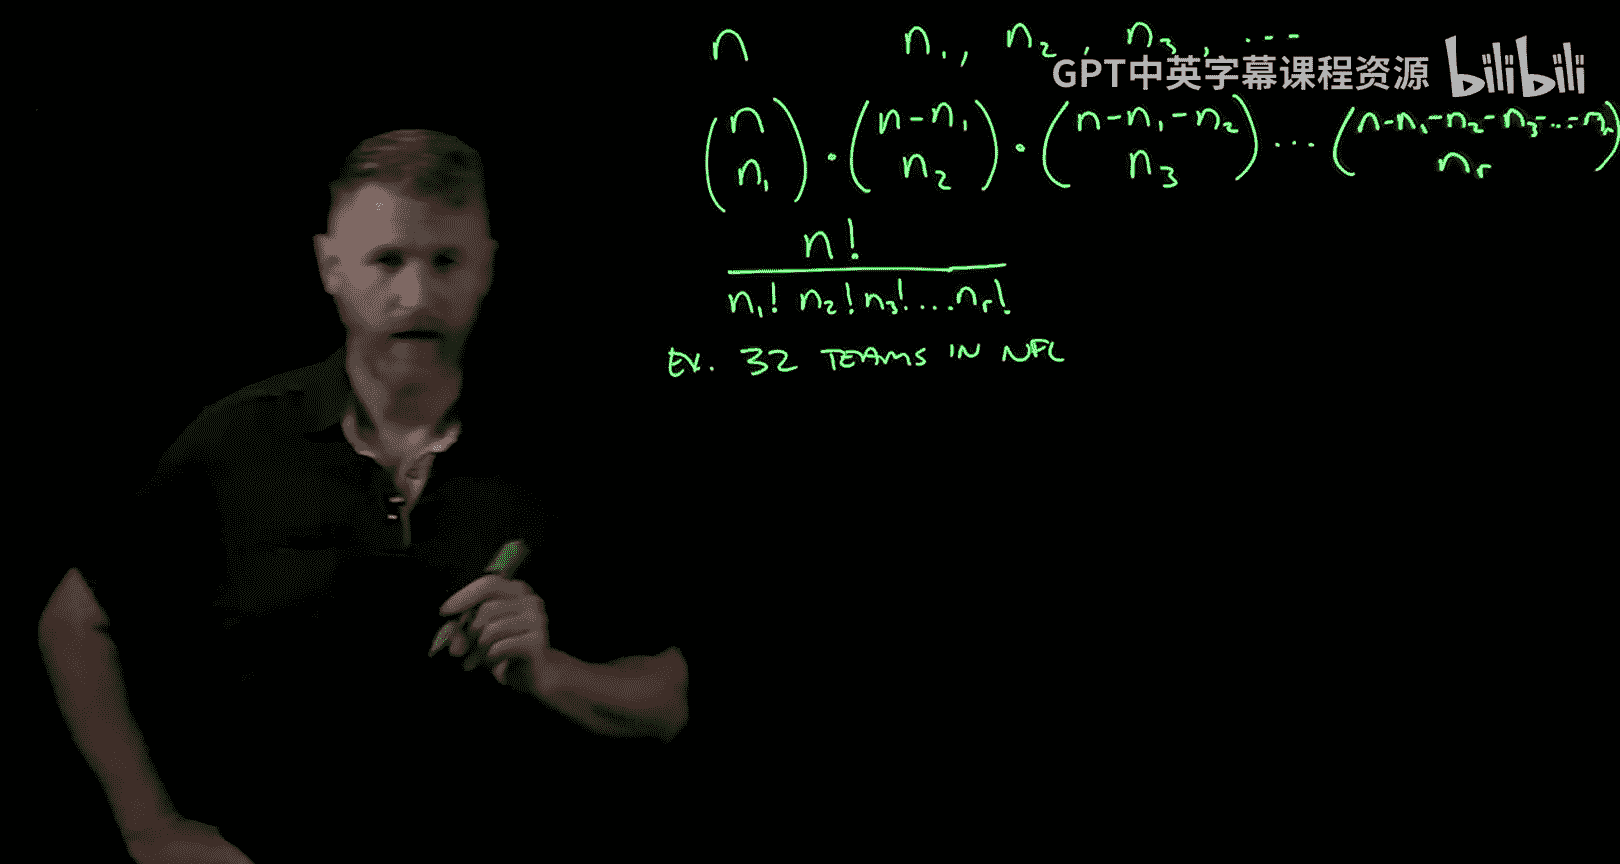 n n₁, n₂, n₃, ...
GPT中英字幕课程资源 bilibili
(n n₁) · (n-n₁ n₂) · (n-n₁-n₂ n₃) ... (n-n₁-n₂-n₃-...-nᵣ nᵣ)
n!
n₁! n₂! n₃! ... nᵣ!
EX. 32 TEAMS IN NFL